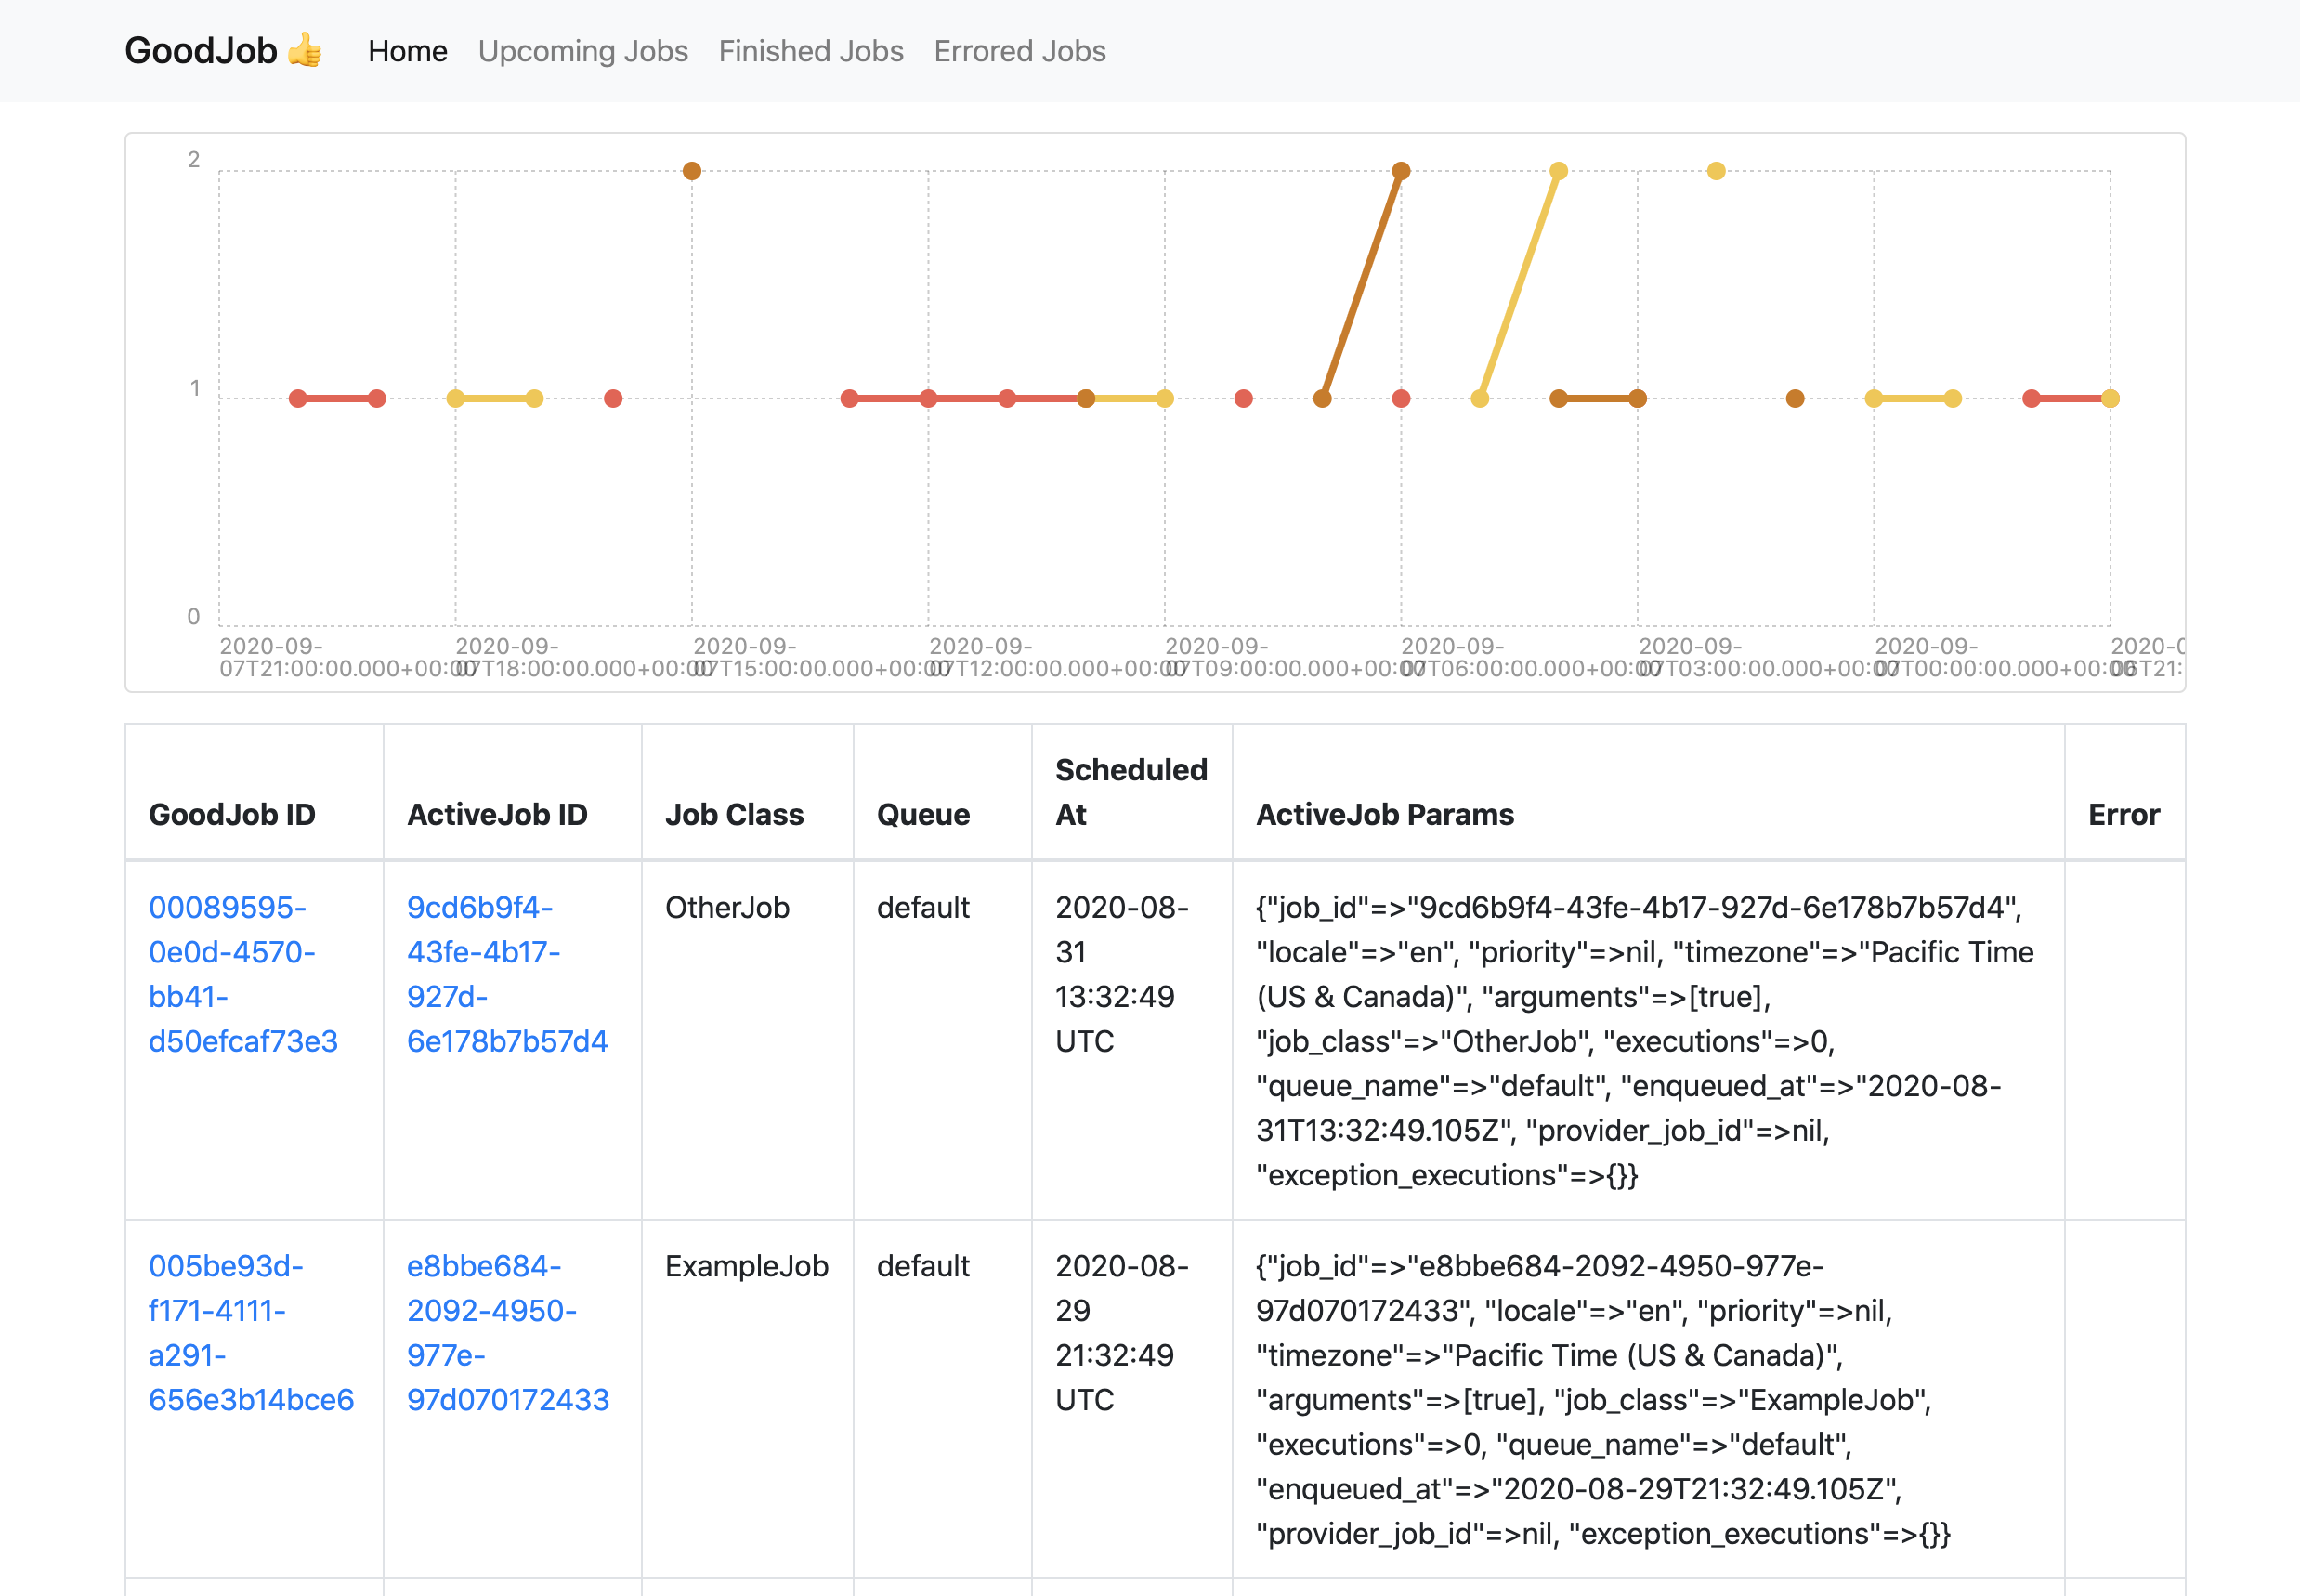 GoodJob 👍 Home Upcoming Jobs Finished Jobs Errored Jobs
2
1
0
2020-09-
07T21:00:00.000+00:00
2020-09-
07T18:00:00.000+00:00
2020-09-
07T15:00:00.000+00:00
2020-09-
07T12:00:00.000+00:00
2020-09-
07T09:00:00.000+00:00
2020-09-
07T06:00:00.000+00:00
2020-09-
07T03:00:00.000+00:00
2020-09-
07T00:00:00.000+00:00
2020-0
06T21:
GoodJob ID
ActiveJob ID
Job Class
Queue
Scheduled
At
ActiveJob Params
Error
00089595-
0e0d-4570-
bb41-
d50efcaf73e3
9cd6b9f4-
43fe-4b17-
927d-
6e178b7b57d4
OtherJob
default
2020-08-
31
13:32:49
UTC
{"job_id"=>"9cd6b9f4-43fe-4b17-927d-6e178b7b57d4",
"locale"=>"en", "priority"=>nil, "timezone"=>"Pacific Time
(US & Canada)", "arguments"=>[true],
"job_class"=>"OtherJob", "executions"=>0,
"queue_name"=>"default", "enqueued_at"=>"2020-08-
31T13:32:49.105Z", "provider_job_id"=>nil,
"exception_executions"=>{}}
005be93d-
f171-4111-
a291-
656e3b14bce6
e8bbe684-
2092-4950-
977e-
97d070172433
ExampleJob
default
2020-08-
29
21:32:49
UTC
{"job_id"=>"e8bbe684-2092-4950-977e-
97d070172433", "locale"=>"en", "priority"=>nil,
"timezone"=>"Pacific Time (US & Canada)",
"arguments"=>[true], "job_class"=>"ExampleJob",
"executions"=>0, "queue_name"=>"default",
"enqueued_at"=>"2020-08-29T21:32:49.105Z",
"provider_job_id"=>nil, "exception_executions"=>{}}